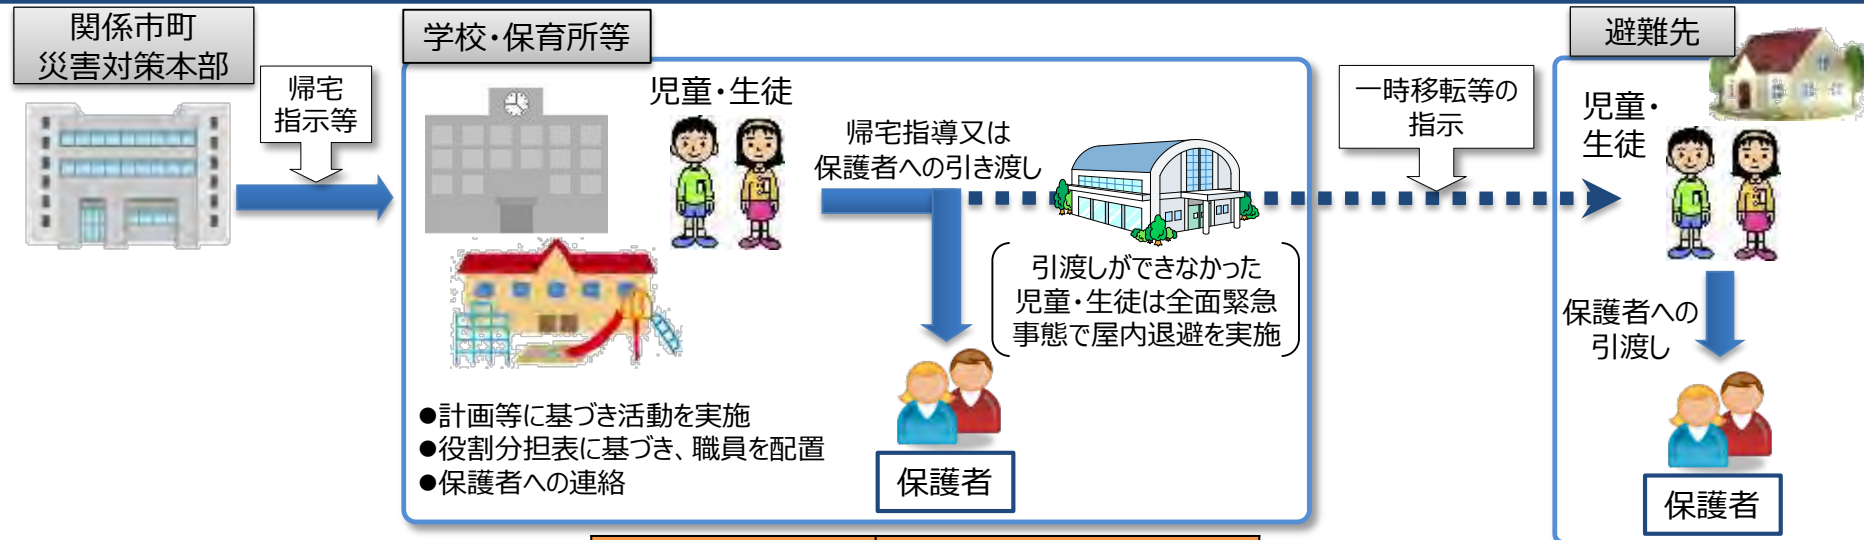 関係市町
災害対策本部
帰宅
指示等
学校・保育所等
児童・生徒
帰宅指導又は
保護者への引き渡し
引渡しができなかった
児童・生徒は全面緊急
事態で屋内退避を実施
●計画等に基づき活動を実施
●役割分担表に基づき、職員を配置
●保護者への連絡
保護者
一時移転等の
指示
避難先
児童・
生徒
保護者への
引渡し
保護者